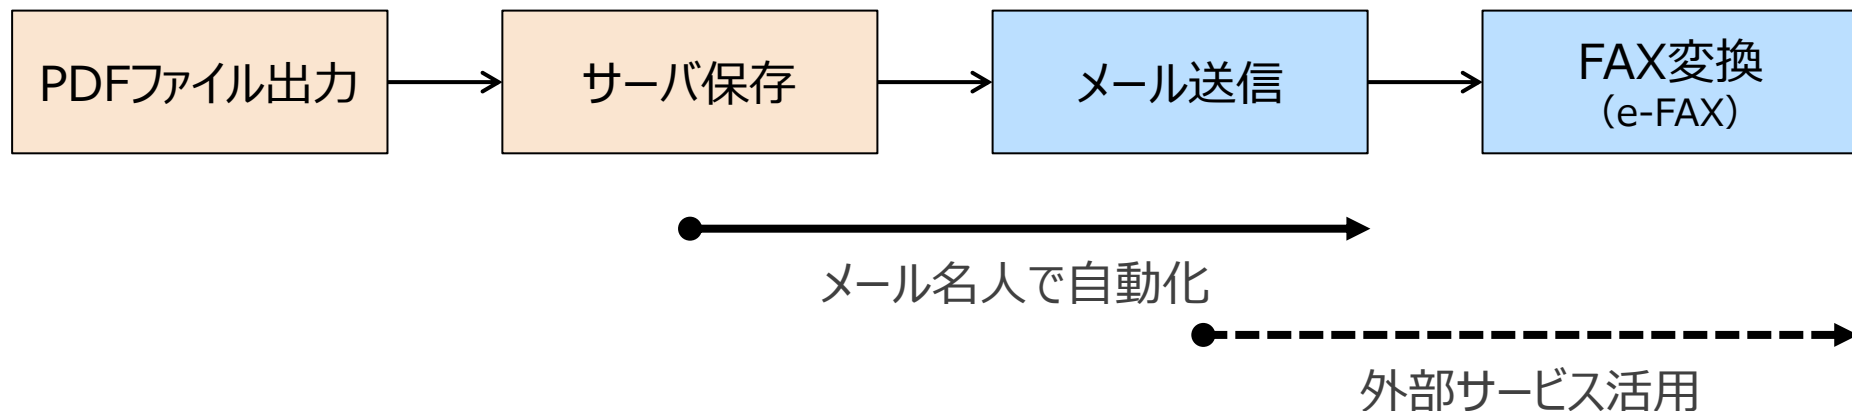 PDFファイル出力
サーバ保存
メール送信
FAX変換
（e-FAX）
メール名人で自動化
外部サービス活用